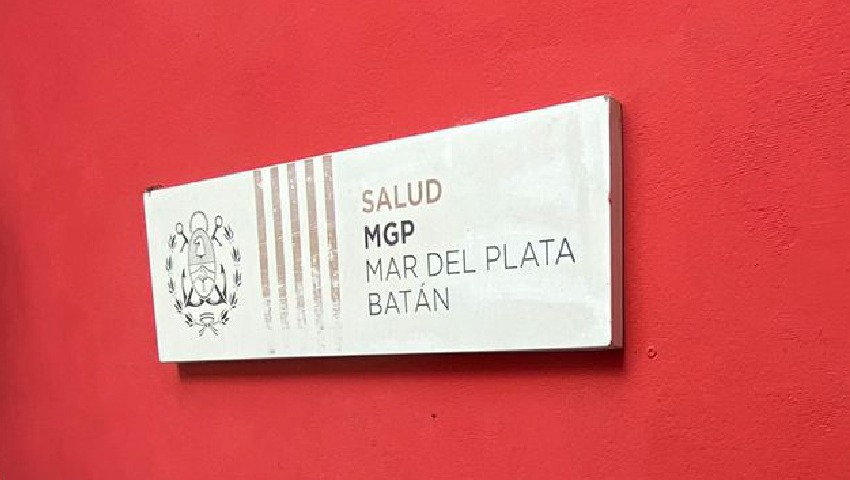 SALUD
MGP
MAR DEL PLATA
BATÁN